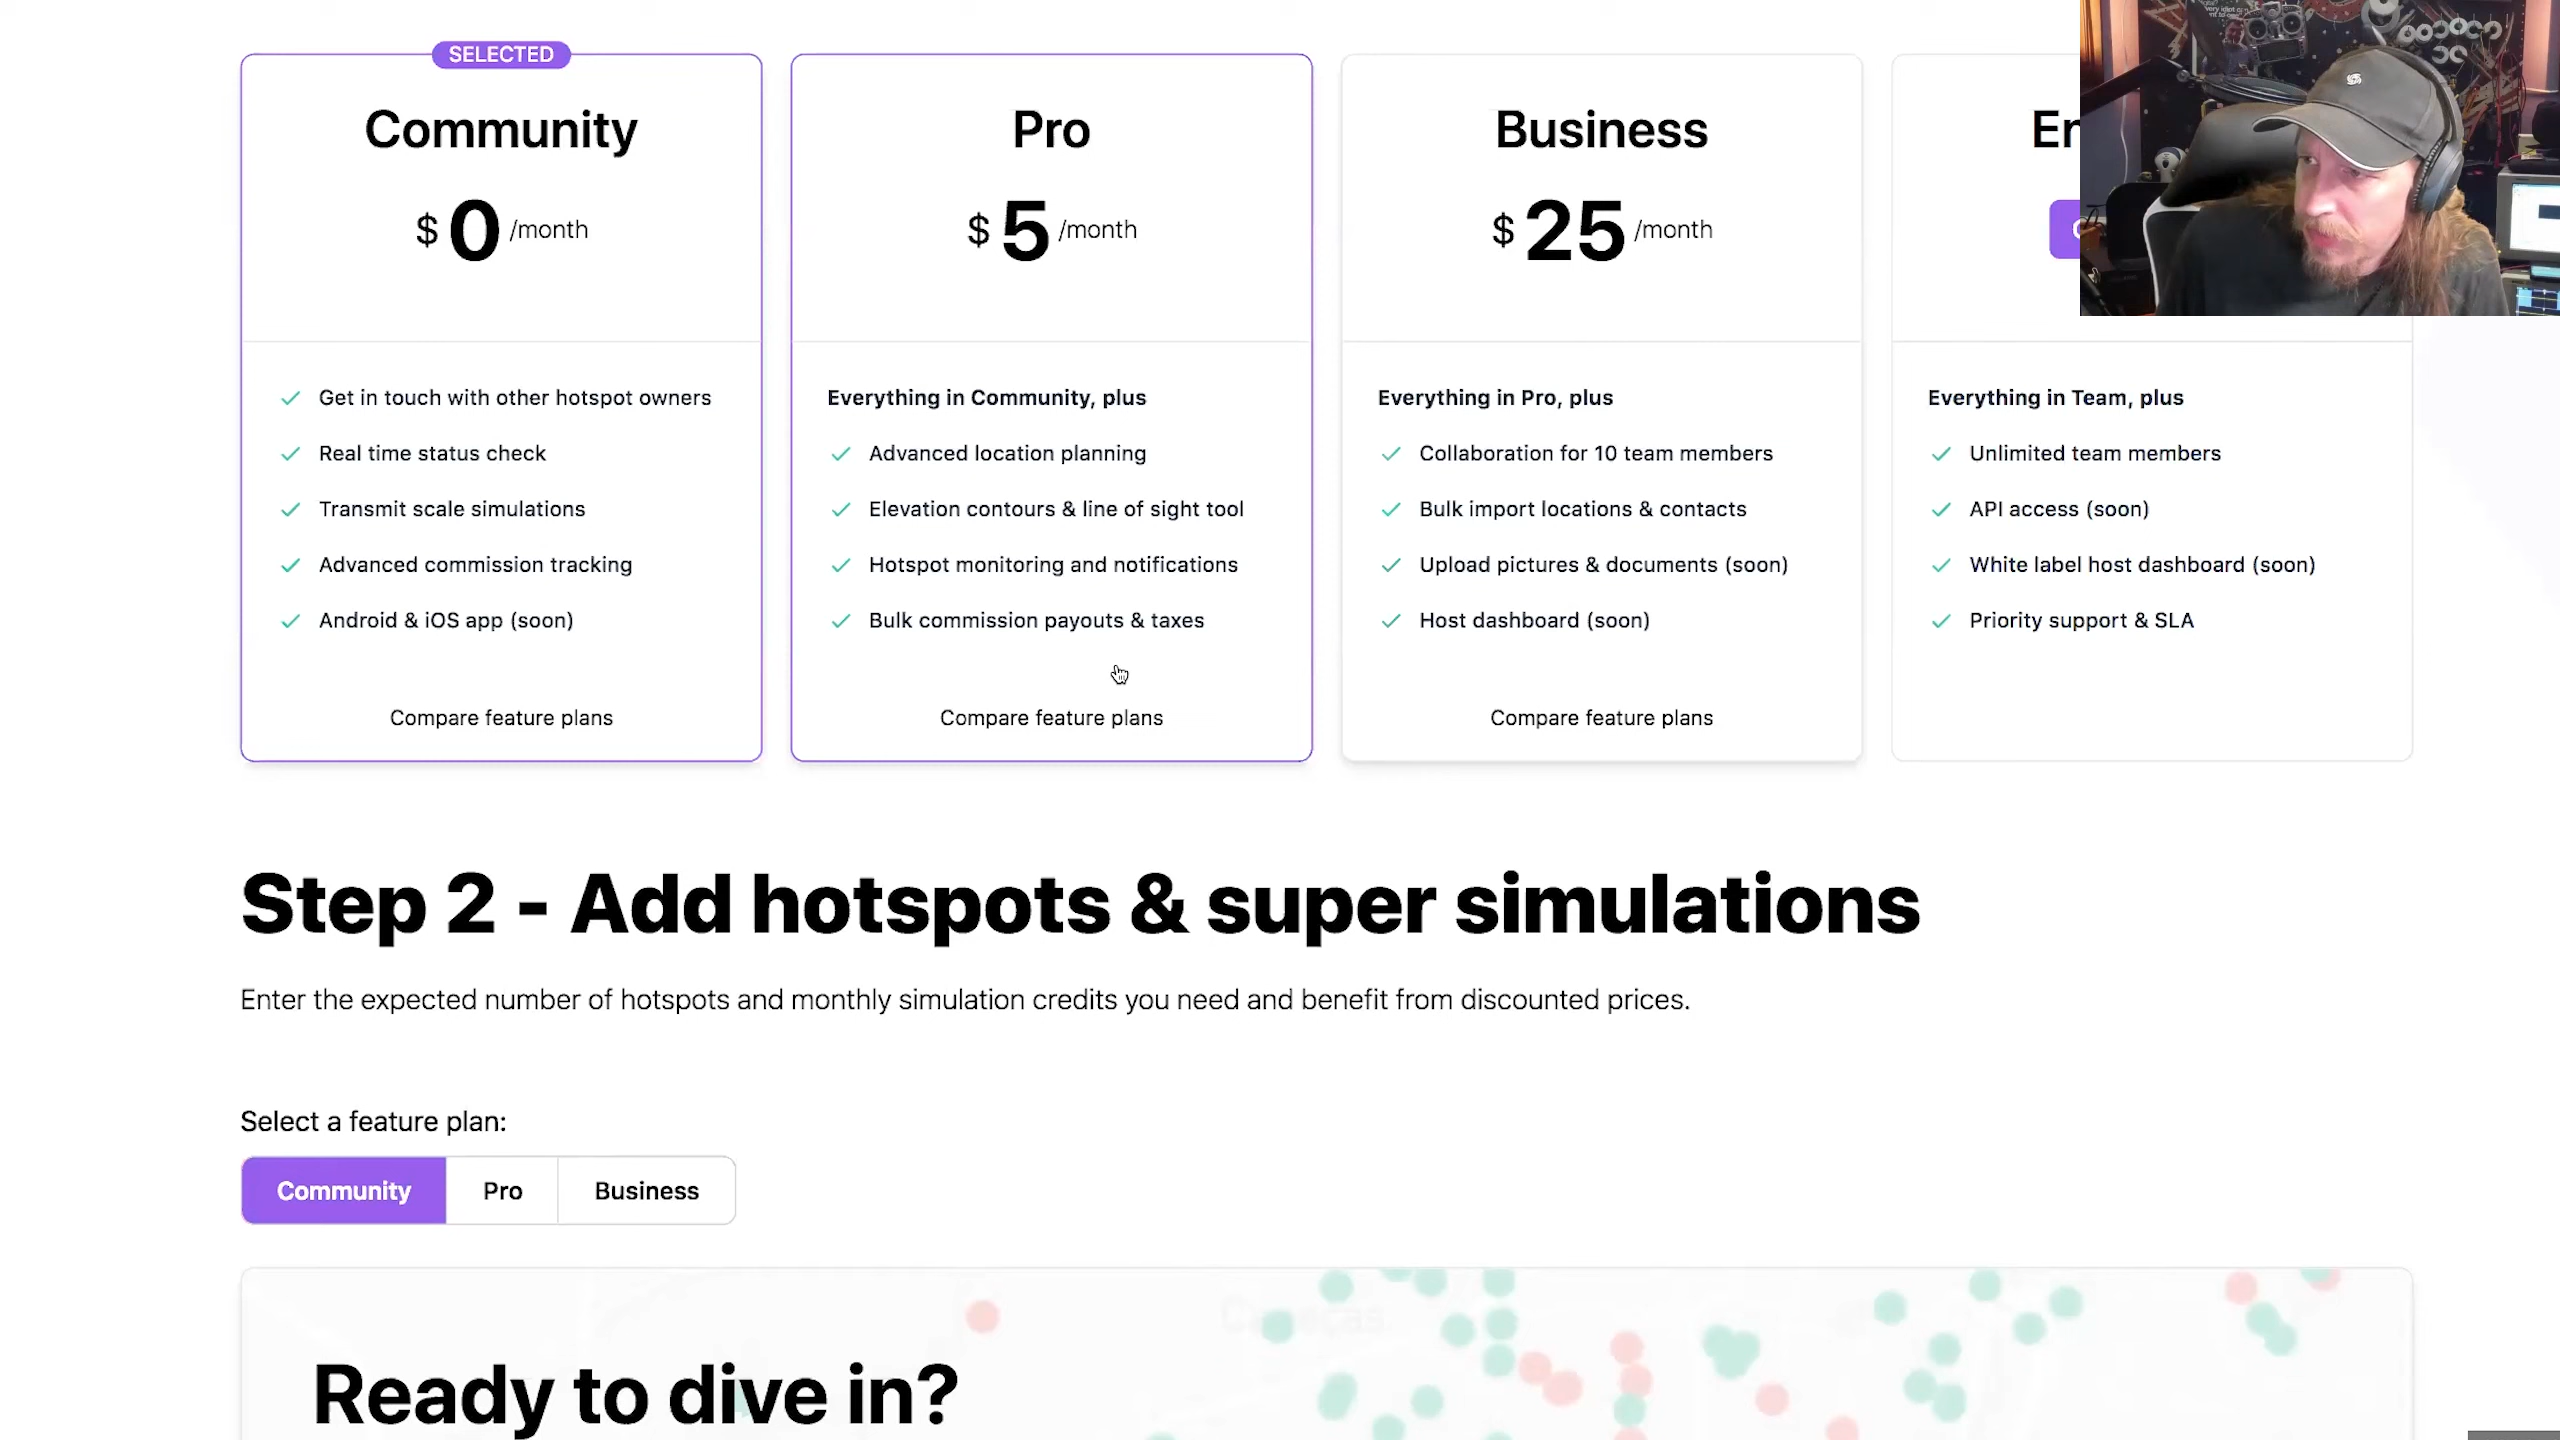 SELECTED
Community
$ 0 /month
Get in touch with other hotspot owners
Real time status check
Transmit scale simulations
Advanced commission tracking
Android & iOS app (soon)
Compare feature plans
Pro
$ 5 /month
Everything in Community, plus
Advanced location planning
Elevation contours & line of sight tool
Hotspot monitoring and notifications
Bulk commission payouts & taxes
Compare feature plans
Business
$ 25 /month
Everything in Pro, plus
Collaboration for 10 team members
Bulk import locations & contacts
Upload pictures & documents (soon)
Host dashboard (soon)
Compare feature plans
Everything in Team, plus
Unlimited team members
API access (soon)
White label host dashboard (soon)
Priority support & SLA
Step 2 - Add hotspots & super simulations
Enter the expected number of hotspots and monthly simulation credits you need and benefit from discounted prices.
Select a feature plan:
Community
Pro
Business
Ready to dive in?